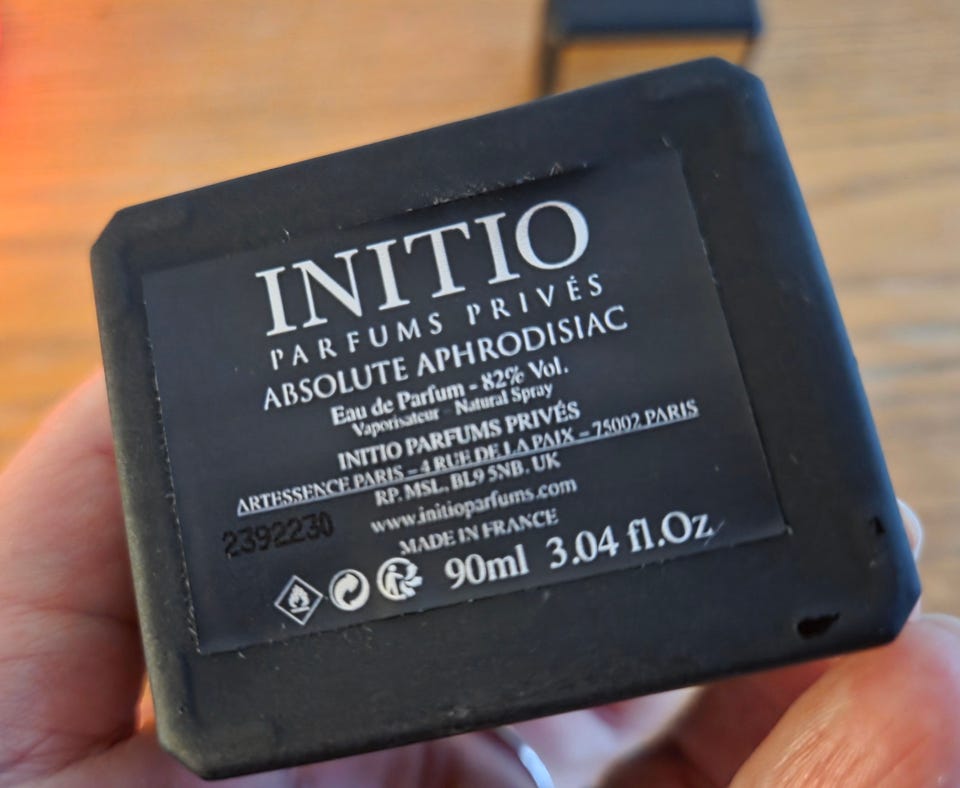 INITIO
PARFUMS PRIVÉS
ABSOLUTE APHRODISIAC
Eau de Parfum - 82% Vol.
Vaporisateur - Natural Spray
INITIO PARFUMS PRIVÉS
ARTESSENCE PARIS – 4 RUE DE LA PAIX – 75002 PARIS
RP. MSL. BL9 5NB. UK
www.initioparfums.com
2392230
MADE IN FRANCE
90ml 3.04 fl.Oz